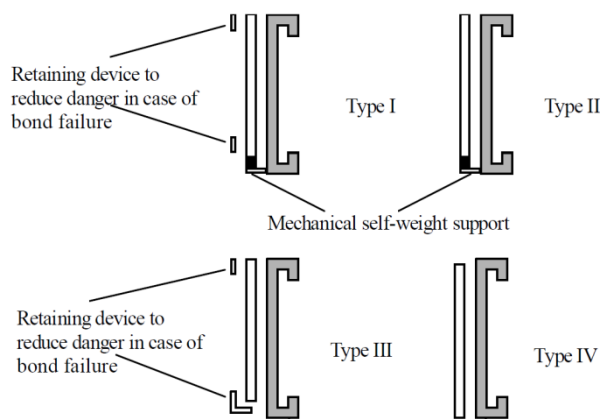 Retaining device to
reduce danger in case of
bond failure
Type I
Type II
Mechanical self-weight support
Retaining device to
reduce danger in case of
bond failure
Type III
Type IV